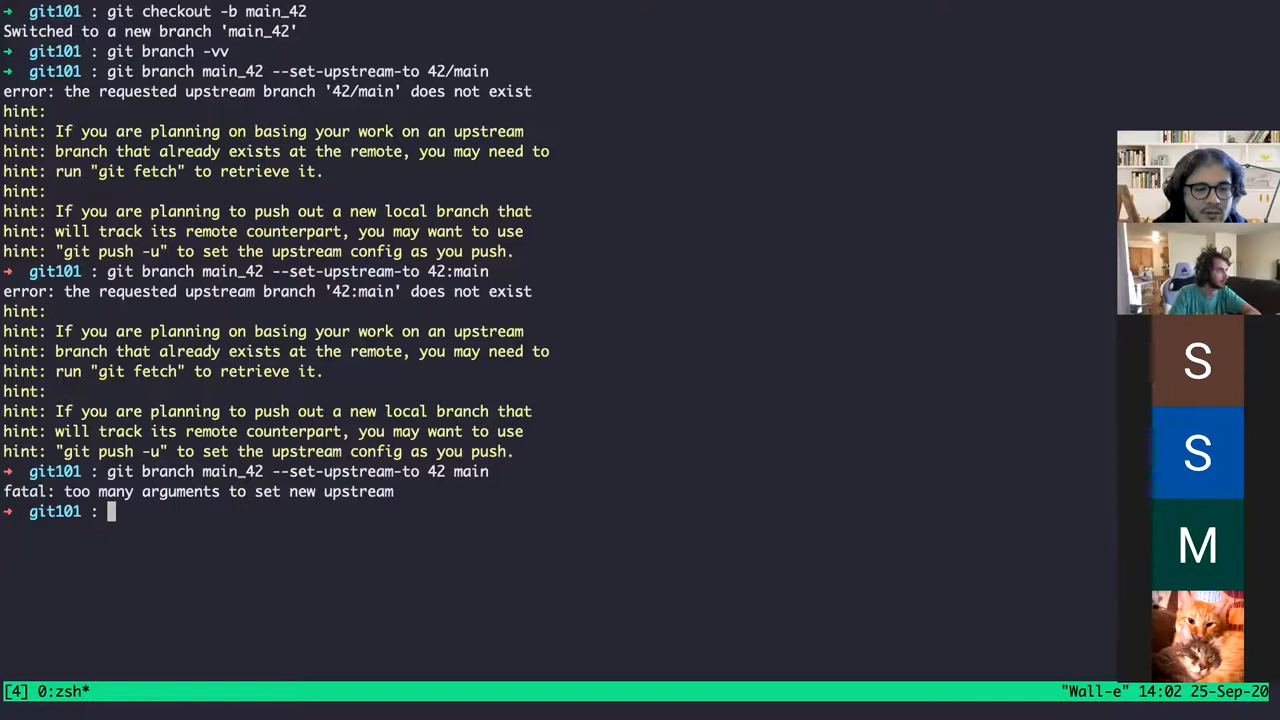 ➜ git101 : git checkout -b main_42
Switched to a new branch 'main_42'
➜ git101 : git branch -vv
➜ git101 : git branch main_42 --set-upstream-to 42/main
error: the requested upstream branch '42/main' does not exist
hint:
hint: If you are planning on basing your work on an upstream
hint: branch that already exists at the remote, you may need to
hint: run "git fetch" to retrieve it.
hint:
hint: If you are planning to push out a new local branch that
hint: will track its remote counterpart, you may want to use
hint: "git push -u" to set the upstream config as you push.
➜ git101 : git branch main_42 --set-upstream-to 42:main
error: the requested upstream branch '42:main' does not exist
hint:
hint: If you are planning on basing your work on an upstream
hint: branch that already exists at the remote, you may need to
hint: run "git fetch" to retrieve it.
hint:
hint: If you are planning to push out a new local branch that
hint: will track its remote counterpart, you may want to use
hint: "git push -u" to set the upstream config as you push.
➜ git101 : git branch main_42 --set-upstream-to 42 main
fatal: too many arguments to set new upstream
➜ git101 :
S
S
M
[4] 0:zsh* "Wall-e" 14:02 25-Sep-20